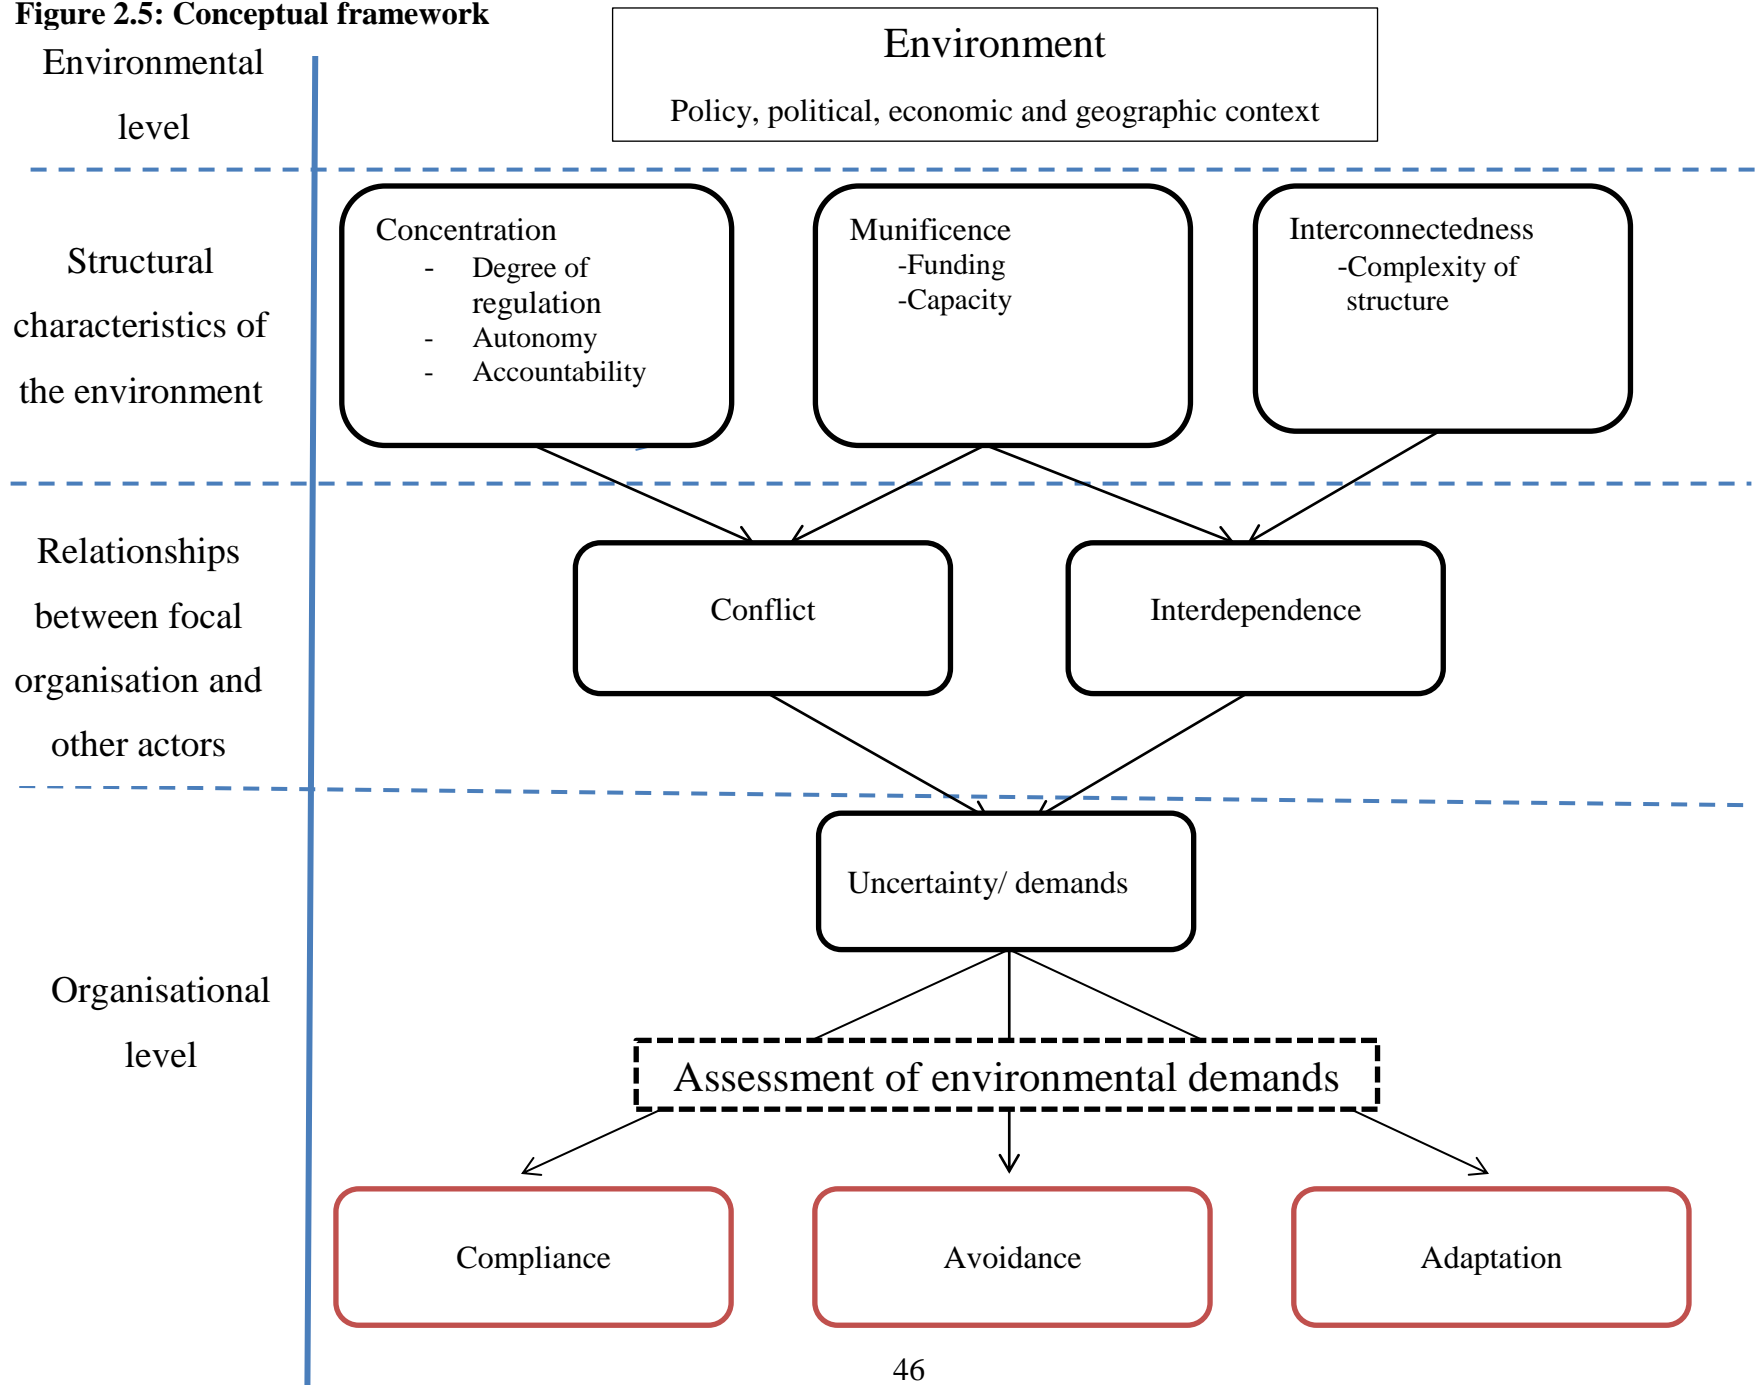 Figure 2.5: Conceptual framework
Environmental
level
Environment
Policy, political, economic and geographic context
Structural
characteristics of
the environment
Concentration
- Degree of
regulation
- Autonomy
- Accountability
Munificence
-Funding
-Capacity
Interconnectedness
-Complexity of
structure
Relationships
between focal
organisation and
other actors
Conflict
Interdependence
Organisational
level
Uncertainty/ demands
Assessment of environmental demands
Compliance
Avoidance
Adaptation
46